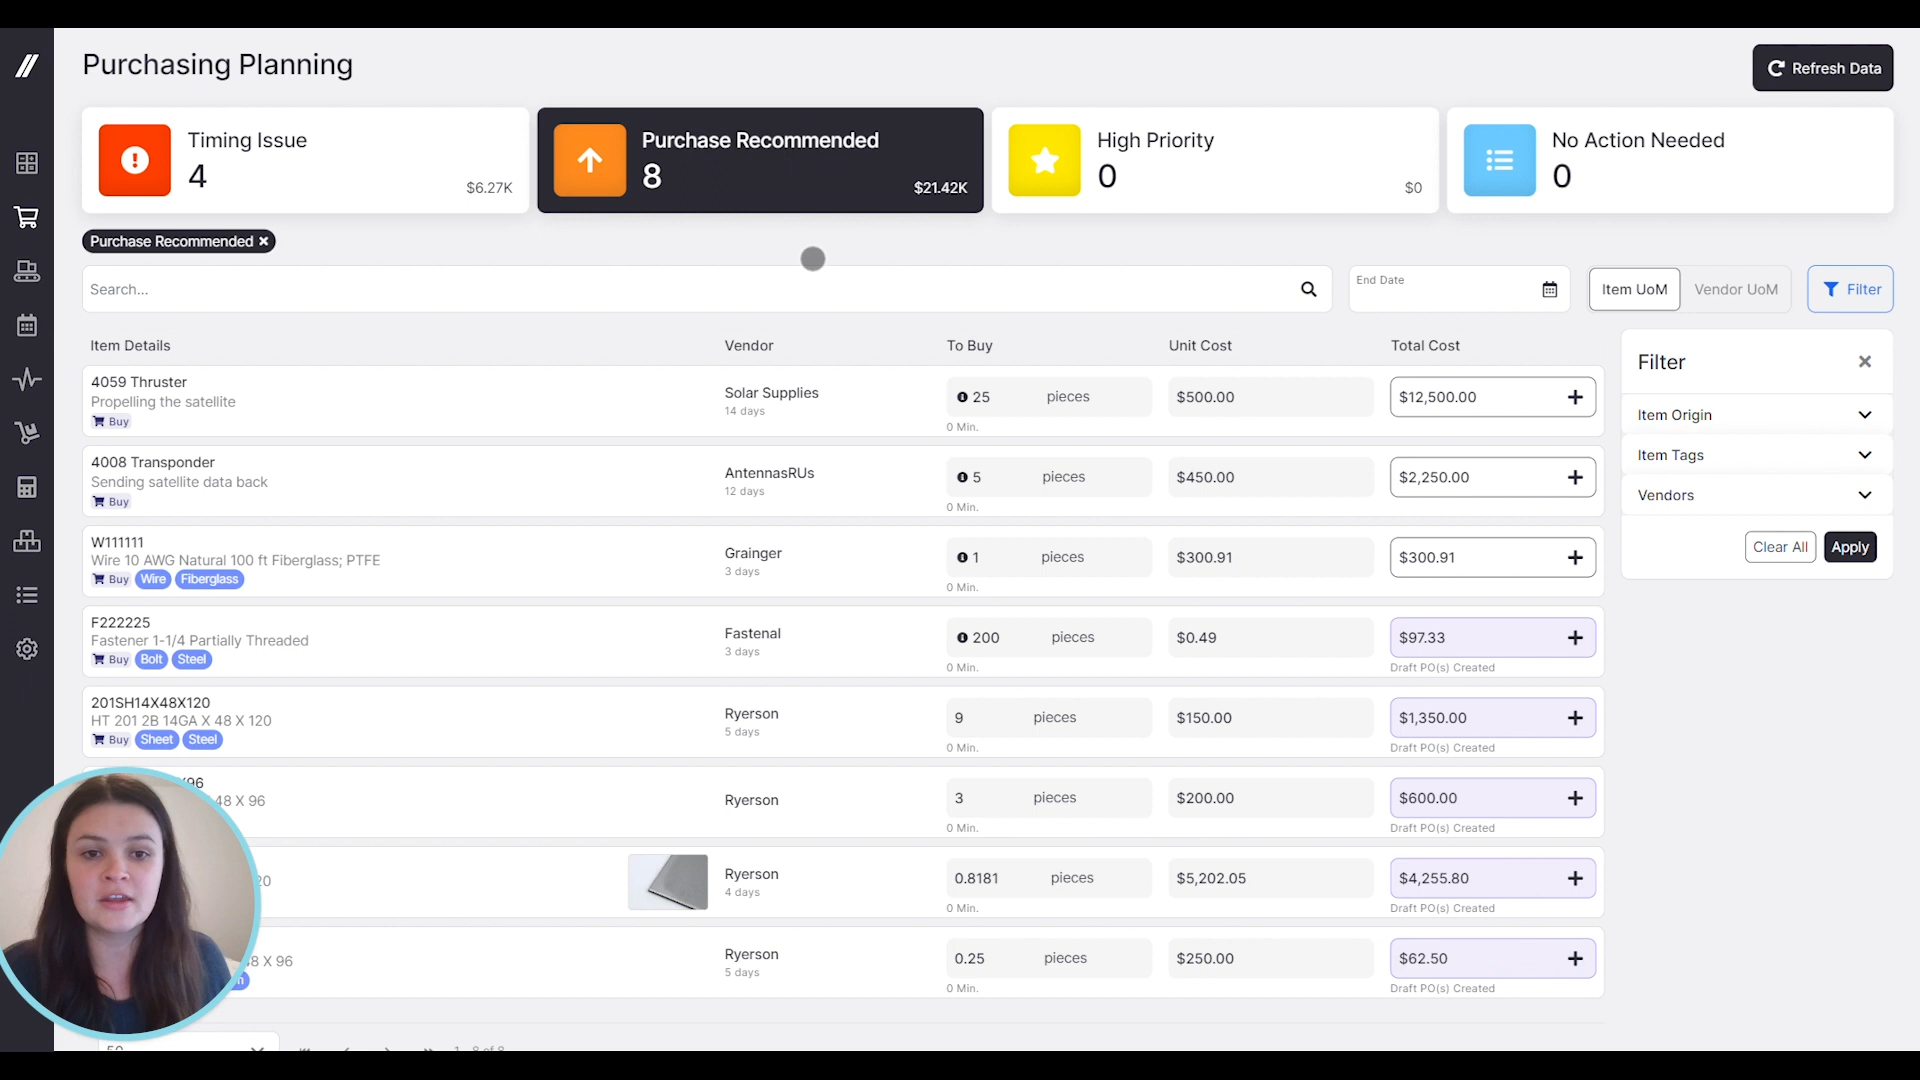 Purchasing Planning
Refresh Data
Timing Issue
4
$6.27K
Purchase Recommended
8
$21.42K
High Priority
0
$0
No Action Needed
0
Purchase Recommended
Search...
End Date
Item UoM
Vendor UoM
Filter
Item Details
Vendor
To Buy
Unit Cost
Total Cost
4059 Thruster
Propelling the satellite
Buy
Solar Supplies
14 days
25 pieces
0 Min.
$500.00
$12,500.00
4008 Transponder
Sending satellite data back
Buy
AntennasRUs
12 days
5 pieces
0 Min.
$450.00
$2,250.00
W111111
Wire 10 AWG Natural 100 ft Fiberglass; PTFE
Buy Wire Fiberglass
Grainger
3 days
1 pieces
0 Min.
$300.91
$300.91
F222225
Fastener 1-1/4 Partially Threaded
Buy Bolt Steel
Fastenal
3 days
200 pieces
0 Min.
$0.49
$97.33
Draft PO(s) Created
201SH14X48X120
HT 201 2B 14GA X 48 X 120
Buy Sheet Steel
Ryerson
5 days
9 pieces
0 Min.
$150.00
$1,350.00
Draft PO(s) Created
X96
48 X 96
Ryerson
3 pieces
0 Min.
$200.00
$600.00
Draft PO(s) Created
20
Ryerson
4 days
0.8181 pieces
0 Min.
$5,202.05
$4,255.80
Draft PO(s) Created
X 96
Ryerson
5 days
0.25 pieces
0 Min.
$250.00
$62.50
Draft PO(s) Created
Filter
Item Origin
Item Tags
Vendors
Clear All
Apply